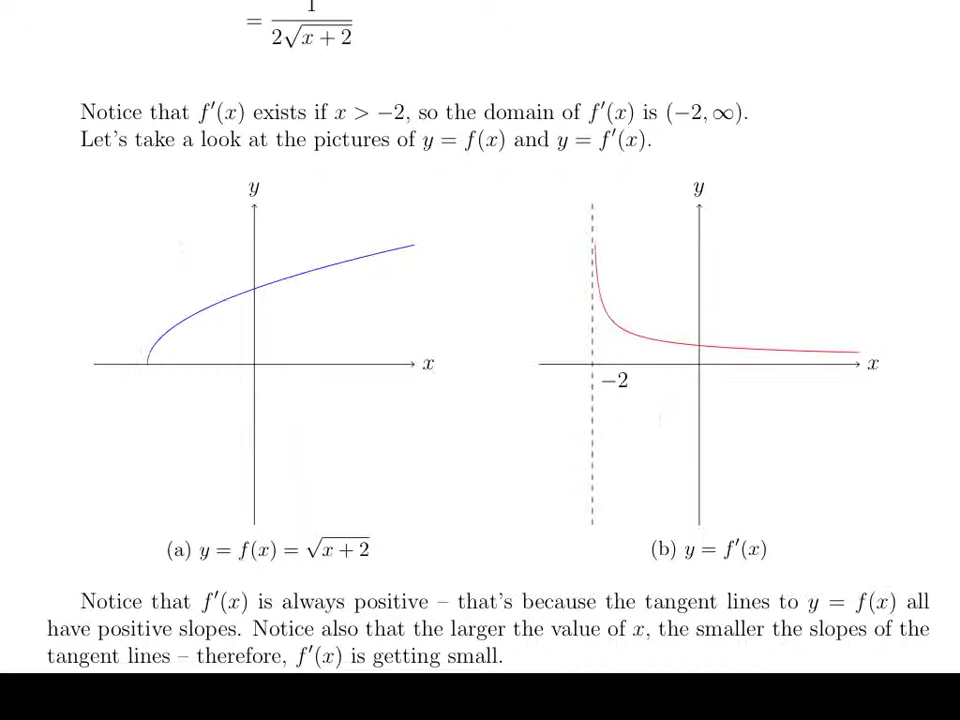 = 1/(2√(x + 2))
Notice that f′(x) exists if x > −2, so the domain of f′(x) is (−2, ∞).
Let's take a look at the pictures of y = f(x) and y = f′(x).
y y
x x
−2
(a) y = f(x) = √(x + 2) (b) y = f′(x)
Notice that f′(x) is always positive – that's because the tangent lines to y = f(x) all
have positive slopes. Notice also that the larger the value of x, the smaller the slopes of the
tangent lines – therefore, f′(x) is getting small.